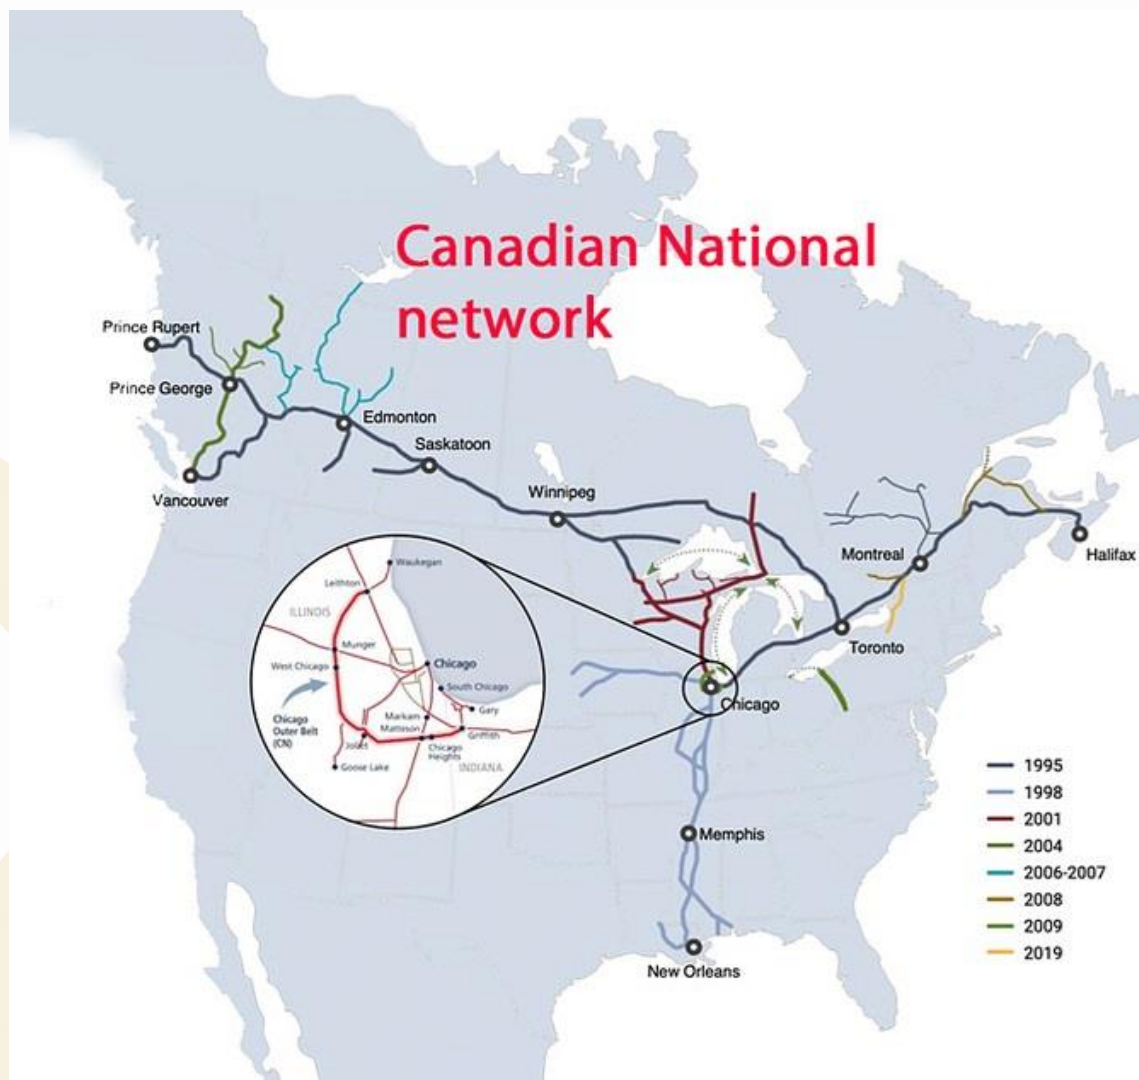 Canadian National
network
Prince Rupert
Prince George
Edmonton
Saskatoon
Vancouver
Winnipeg
Montreal
Halifax
Toronto
Chicago
Memphis
New Orleans
Waukegan
Leithton
ILLINOIS
Munger
West Chicago
Chicago
South Chicago
Gary
Chicago
Outer Belt
(CN)
Markam
Matteson
Joliet
Griffith
Chicago
Heights
Goose Lake
INDIANA
1995
1998
2001
2004
2006-2007
2008
2009
2019